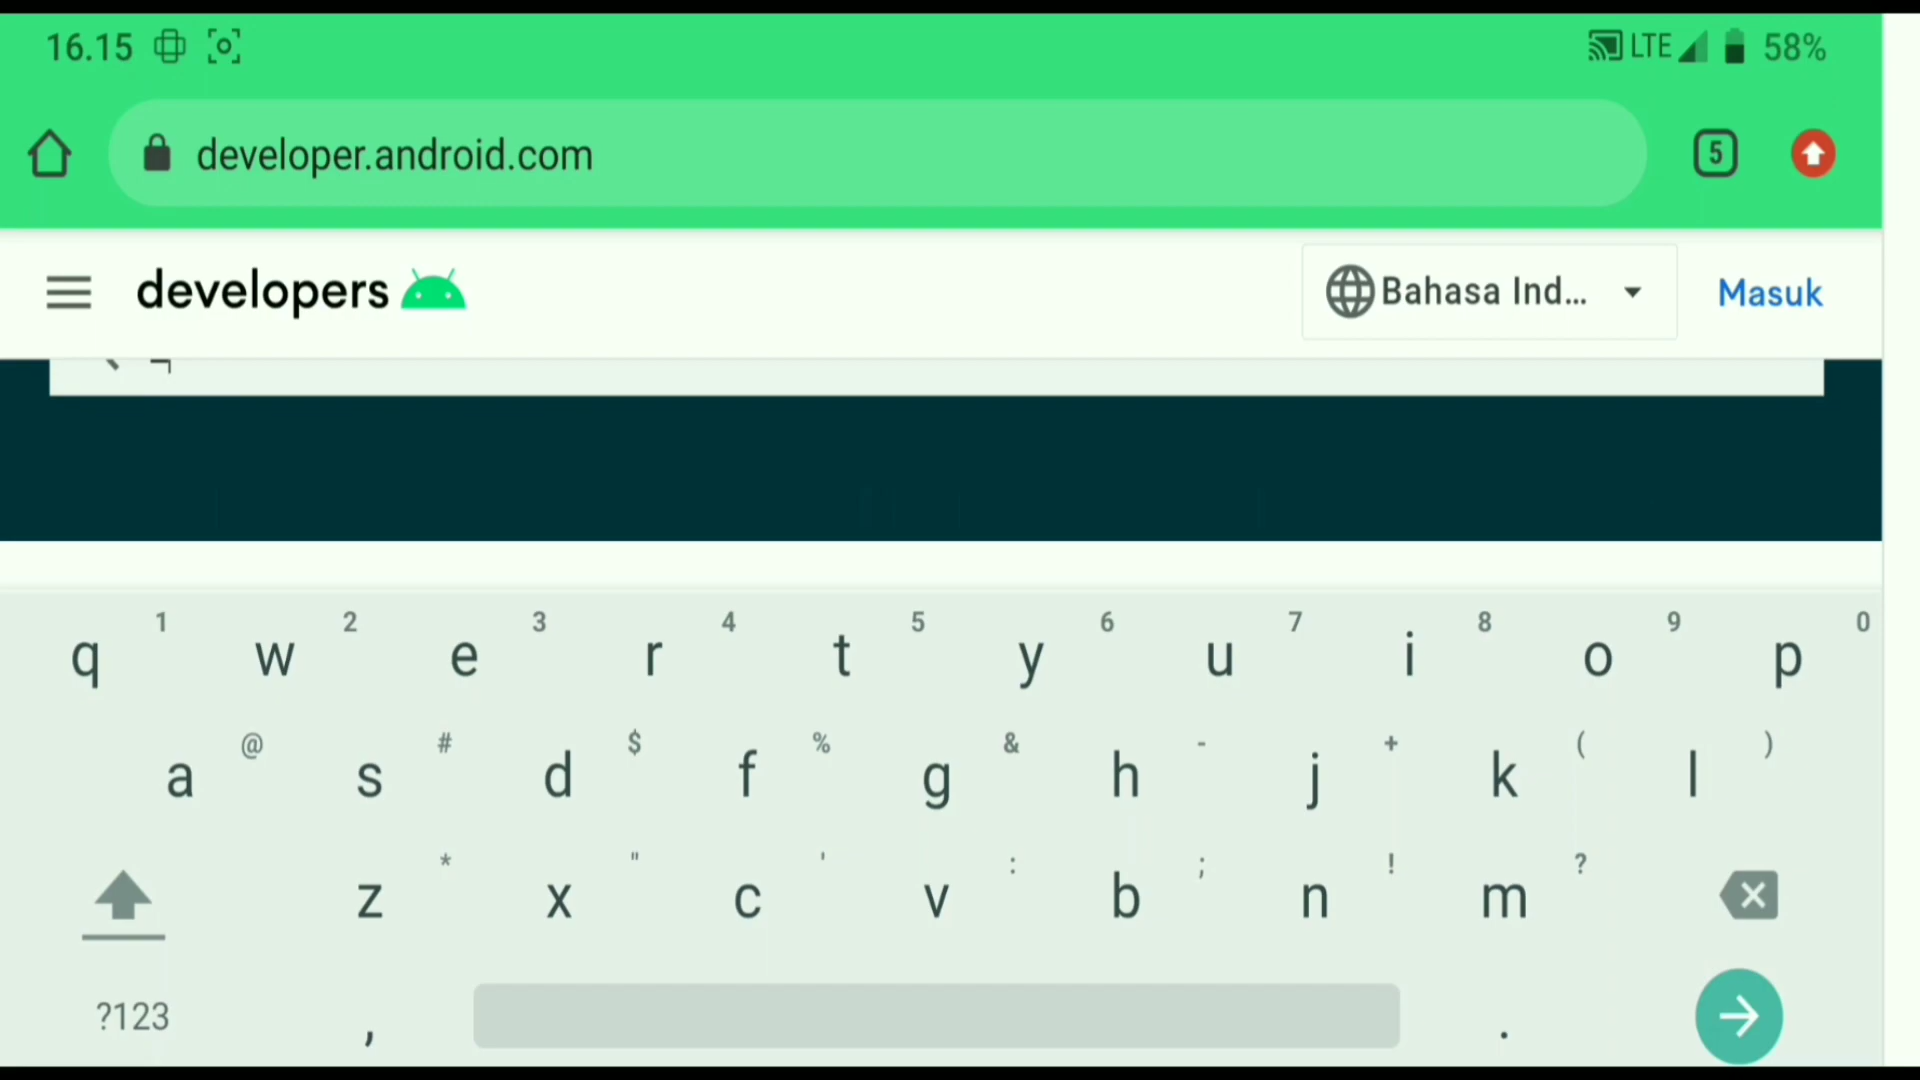 16.15 LTE 58%
developer.android.com 5
developers Bahasa Ind... Masuk
1 2 3 4 5 6 7 8 9 0
q w e r t y u i o p
@ # $ % & - + ( )
a s d f g h j k l
* " ' : ; ! ?
z x c v b n m
?123 , .